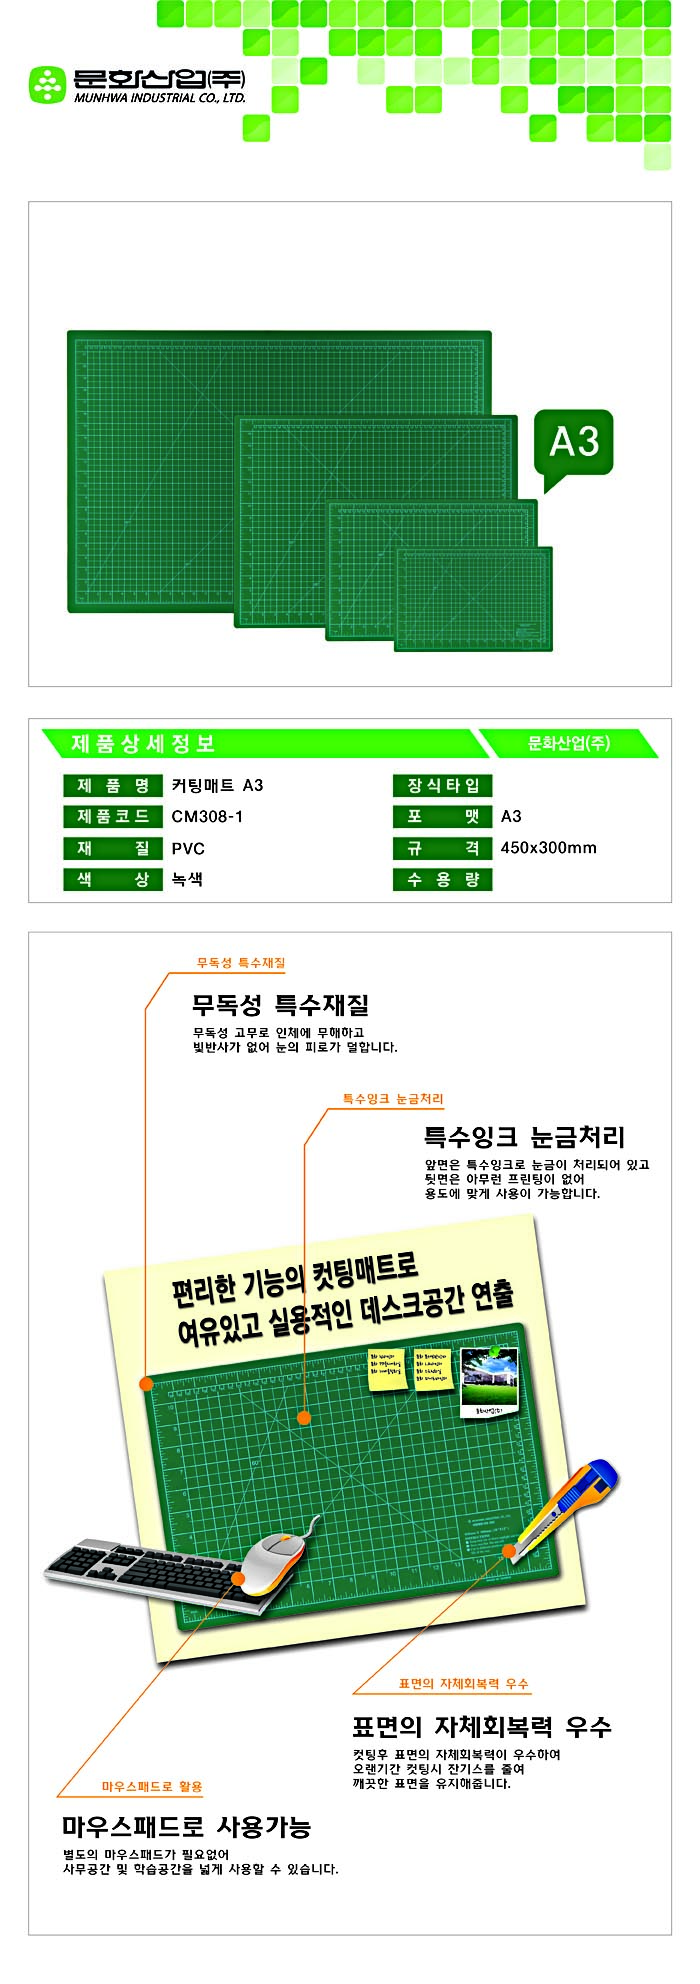 문화산업(주)
MUNHWA INDUSTRIAL CO., LTD.
A3
제품상세정보
문화산업(주)
제 품 명 커팅매트 A3
장식타입
제품코드 CM308-1
포 맷 A3
재 질 PVC
규 격 450x300mm
색 상 녹색
수 용 량
무독성 특수재질
무독성 특수재질
무독성 고무로 인체에 무해하고
빛반사가 없어 눈의 피로가 덜합니다.
특수잉크 눈금처리
특수잉크 눈금처리
앞면은 특수잉크로 눈금이 처리되어 있고
뒷면은 아무런 프린팅이 없어
용도에 맞게 사용이 가능합니다.
편리한 기능의 컷팅매트로
여유있고 실용적인 데스크공간 연출
문화산업(주)
표면의 자체회복력 우수
표면의 자체회복력 우수
컷팅후 표면의 자체회복력이 우수하여
오랜기간 컷팅시 잔기스를 줄여
깨끗한 표면을 유지해줍니다.
마우스패드로 활용
마우스패드로 사용가능
별도의 마우스패드가 필요없어
사무공간 및 학습공간을 넓게 사용할 수 있습니다.